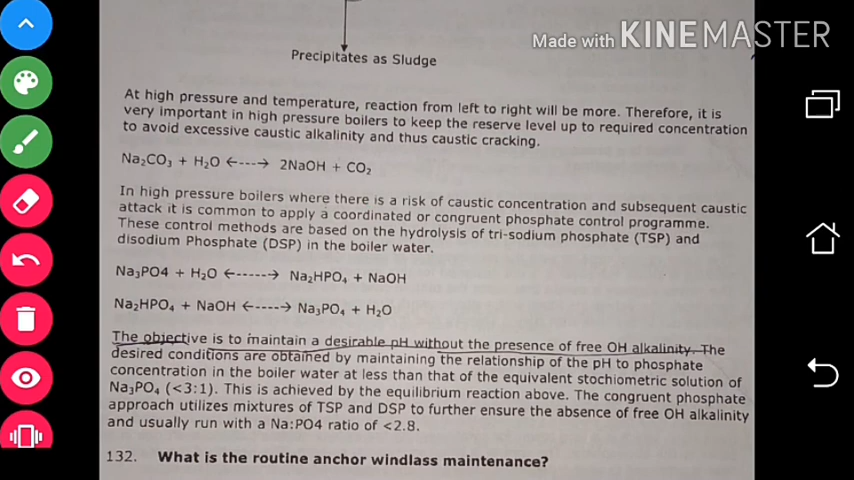 Made with KINEMASTER
Precipitates as Sludge
At high pressure and temperature, reaction from left to right will be more. Therefore, it is
very important in high pressure boilers to keep the reserve level up to required concentration
to avoid excessive caustic alkalinity and thus caustic cracking.
Na₂CO₃ + H₂O <---→ 2NaOH + CO₂
In high pressure boilers where there is a risk of caustic concentration and subsequent caustic
attack it is common to apply a coordinated or congruent phosphate control programme.
These control methods are based on the hydrolysis of tri-sodium phosphate (TSP) and
disodium Phosphate (DSP) in the boiler water.
Na₃PO4 + H₂O ←-----→ Na₂HPO₄ + NaOH
Na₂HPO₄ + NaOH ←----→ Na₃PO₄ + H₂O
The objective is to maintain a desirable pH without the presence of free OH alkalinity. The
desired conditions are obtained by maintaining the relationship of the pH to phosphate
concentration in the boiler water at less than that of the equivalent stochiometric solution of
Na₃PO₄ (<3:1). This is achieved by the equilibrium reaction above. The congruent phosphate
approach utilizes mixtures of TSP and DSP to further ensure the absence of free OH alkalinity
and usually run with a Na:PO4 ratio of <2.8.
132. What is the routine anchor windlass maintenance?